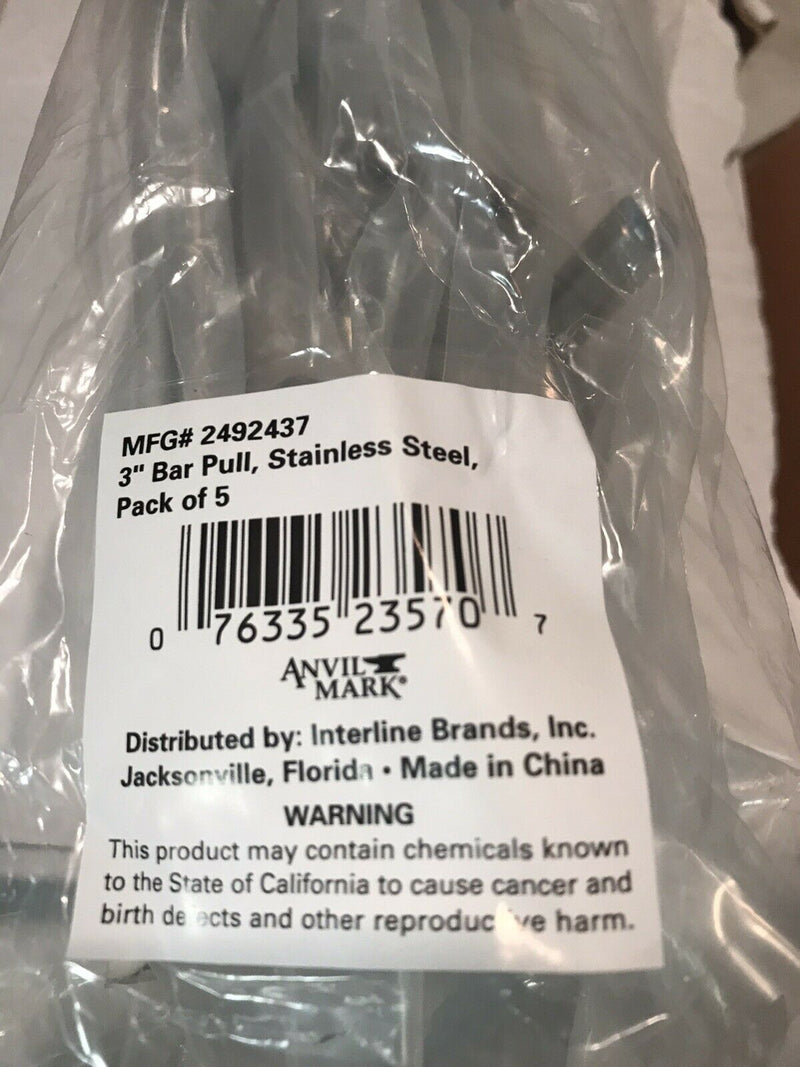 MFG# 2492437
3" Bar Pull, Stainless Steel,
Pack of 5
0 76335 23570 7
ANVIL
MARK®
Distributed by: Interline Brands, Inc.
Jacksonville, Florida • Made in China
WARNING
This product may contain chemicals known
to the State of California to cause cancer and
birth defects and other reproductive harm.